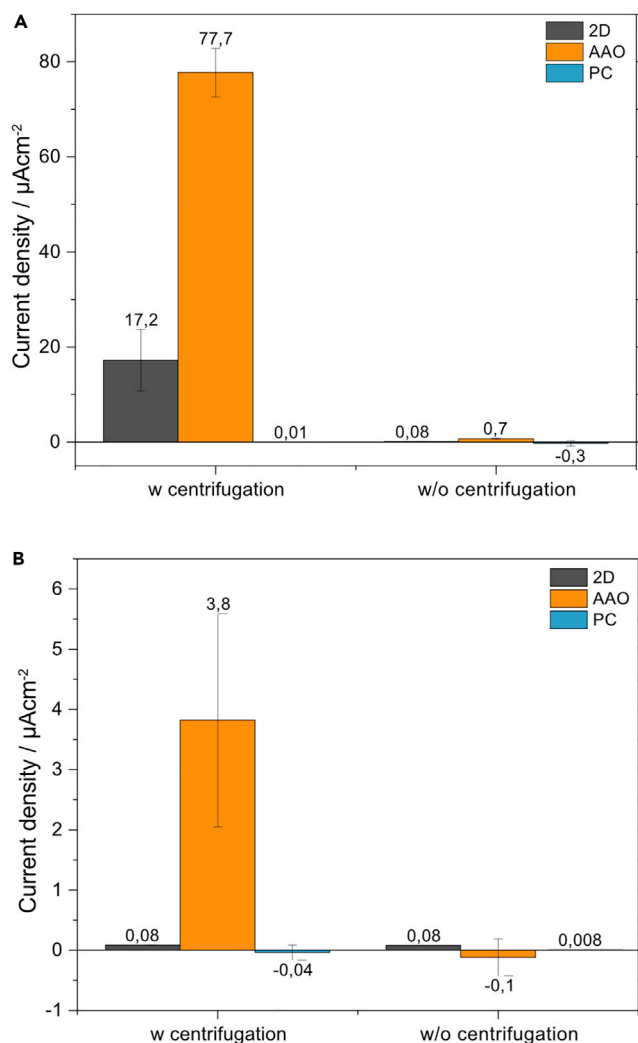 A
77,7
2D
AAO
PC
80
60
40
20
0
Current density / µAcm-2
17,2
0,01
0,08
0,7
-0,3
w centrifugation
w/o centrifugation
B
2D
AAO
PC
6
5
4
3
2
1
0
-1
Current density / µAcm-2
3,8
0,08
-0,04
0,08
-0,1
0,008
w centrifugation
w/o centrifugation